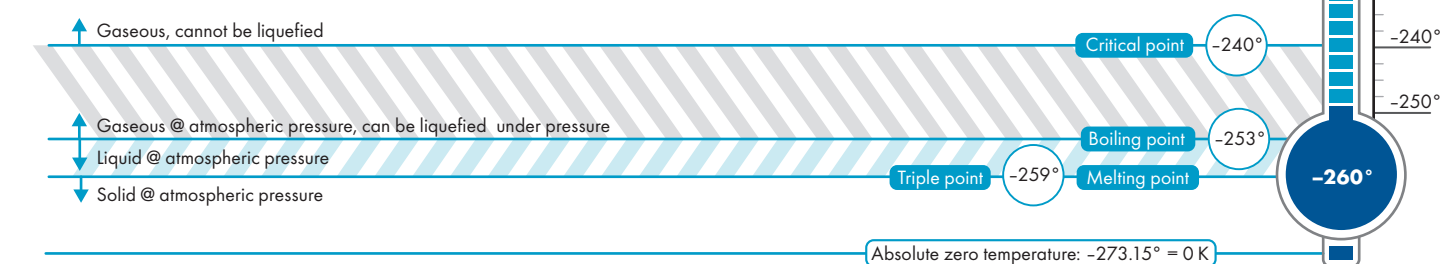 Gaseous, cannot be liquefied
Critical point –240° –240°
–250°
Gaseous @ atmospheric pressure, can be liquefied under pressure
Boiling point –253°
Liquid @ atmospheric pressure
Triple point –259° Melting point –260°
Solid @ atmospheric pressure
Absolute zero temperature: –273.15° = 0 K